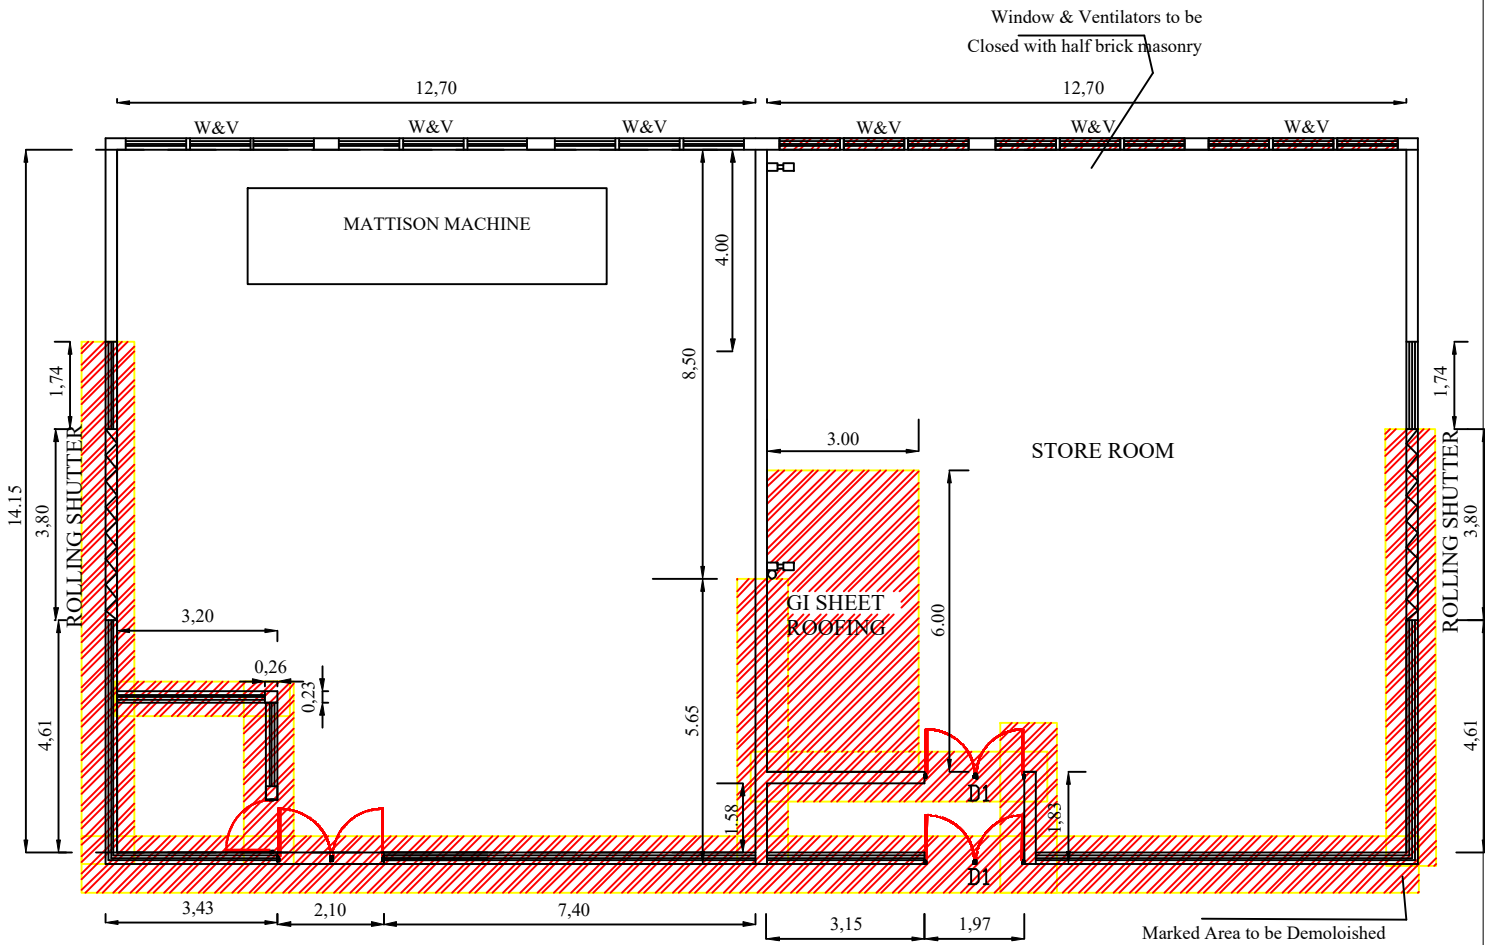 Window & Ventilators to be
Closed with half brick masonry
12,70
12,70
W&V
W&V
W&V
W&V
W&V
W&V
MATTISON MACHINE
4.00
8,50
1,74
1,74
3.00
STORE ROOM
ROLLING SHUTTER
ROLLING SHUTTER
14.15
3,80
3,80
GI SHEET
ROOFING
6.00
3,20
0,26
0,23
5.65
4,61
4,61
D1
1.58
1,83
D1
3,43
2,10
7,40
3,15
1,97
Marked Area to be Demoloished